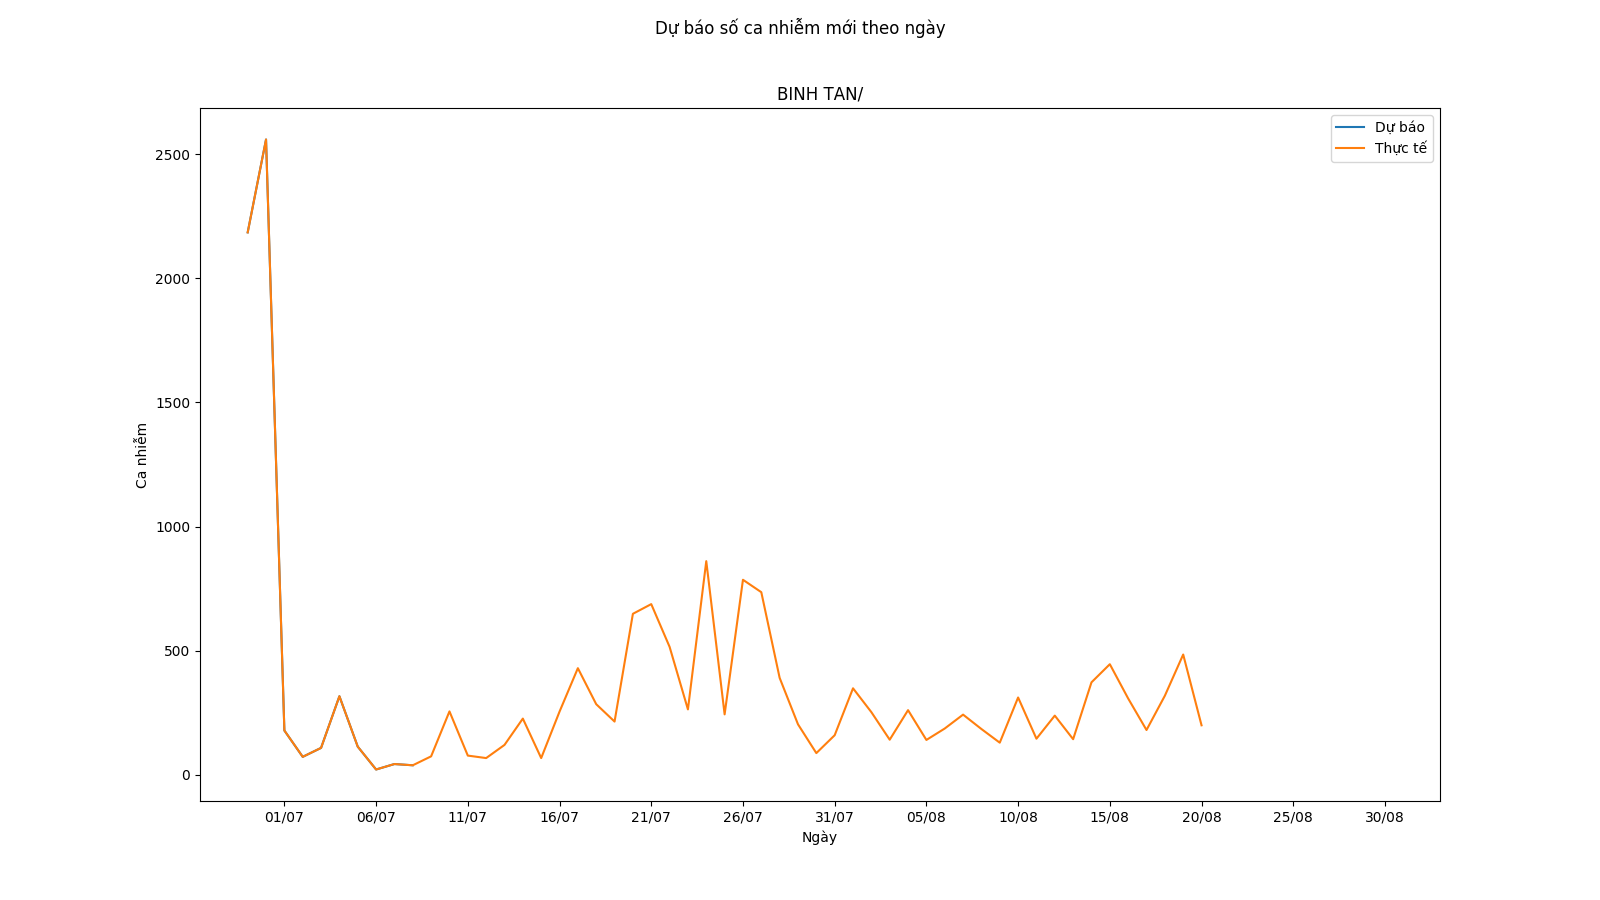 Dự báo số ca nhiễm mới theo ngày
BINH TAN/
Dự báo
Thực tế
2500
2000
1500
1000
500
0
Ca nhiễm
01/07 06/07 11/07 16/07 21/07 26/07 31/07 05/08 10/08 15/08 20/08 25/08 30/08
Ngày